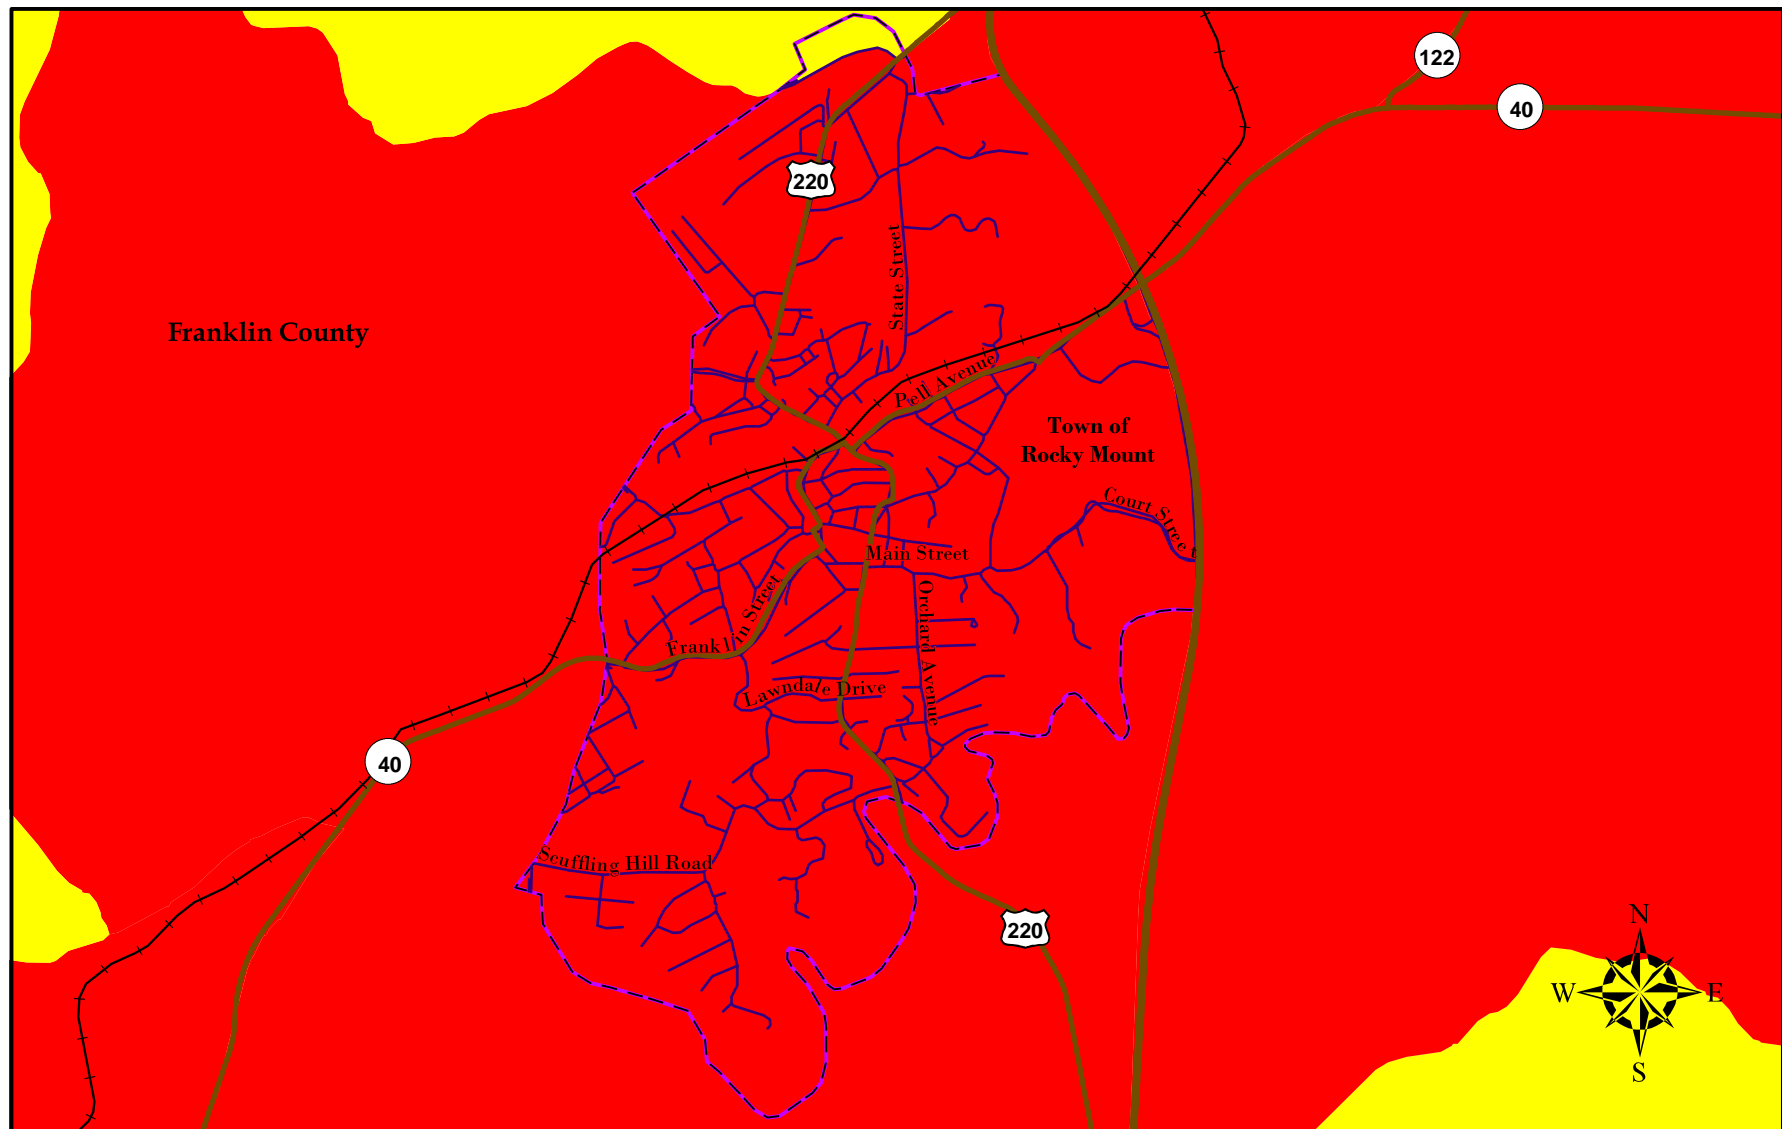 122
40
220
State Street
Franklin County
Pell Avenue
Town of
Rocky Mount
Court Street
Main Street
Orchard Avenue
Franklin Street
Lawndale Drive
40
Scuffling Hill Road
220
N
W
E
S